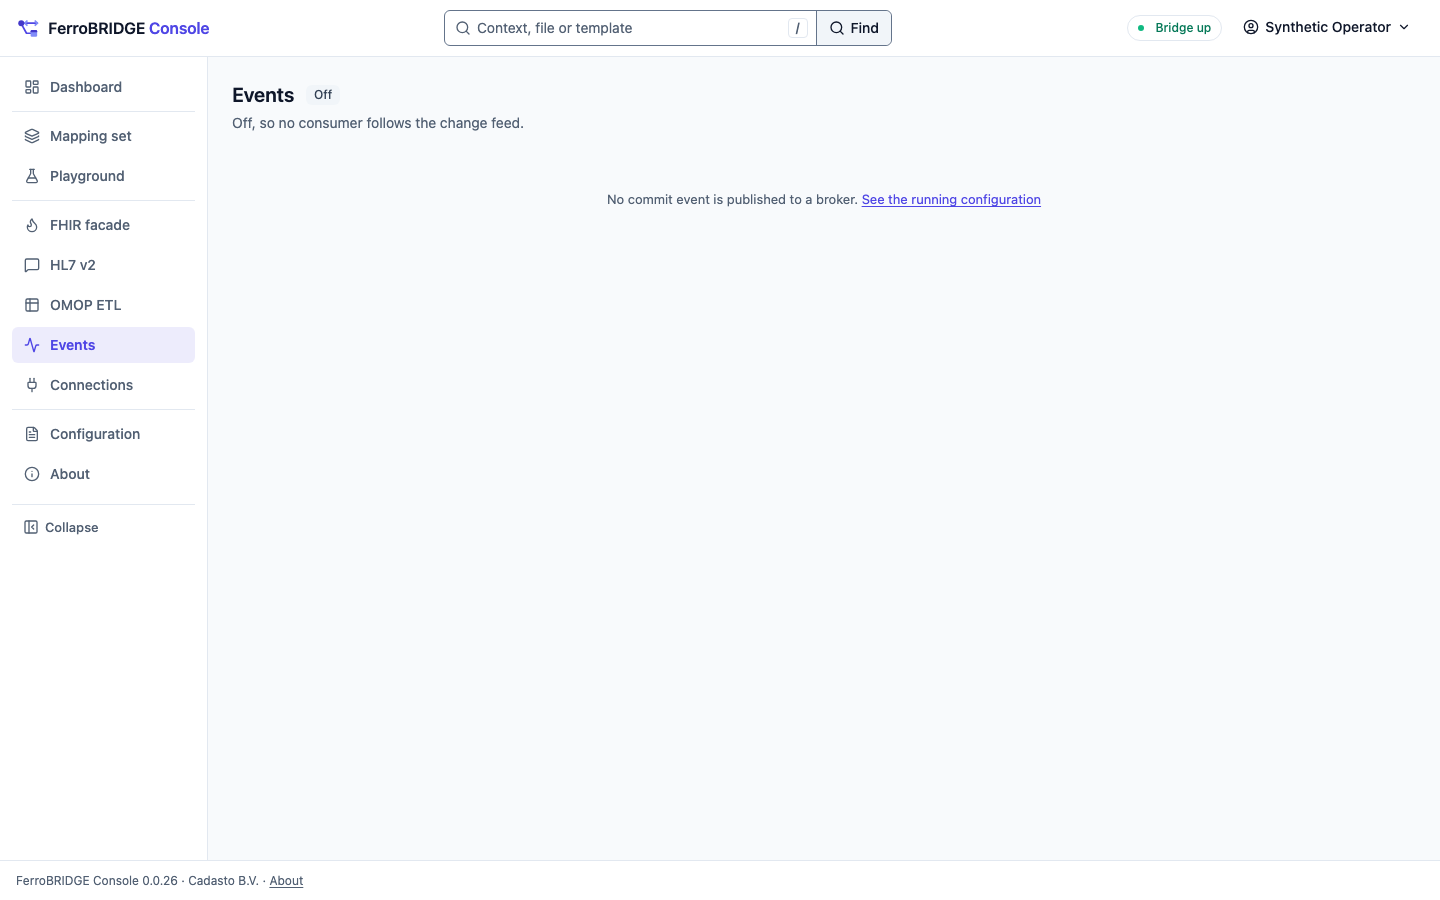 FerroBRIDGE Console
Context, file or template
/
Find
Bridge up
Synthetic Operator
Dashboard
Mapping set
Playground
FHIR facade
HL7 v2
OMOP ETL
Events
Connections
Configuration
About
Collapse
Events
Off
Off, so no consumer follows the change feed.
No commit event is published to a broker. See the running configuration
FerroBRIDGE Console 0.0.26 · Cadasto B.V. · About